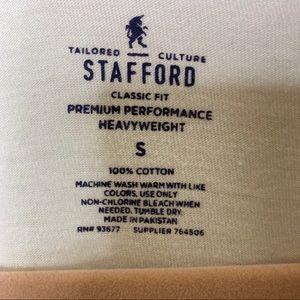 TAILORED CULTURE
STAFFORD
CLASSIC FIT
PREMIUM PERFORMANCE
HEAVYWEIGHT
S
100% COTTON
MACHINE WASH WARM WITH LIKE
COLORS. USE ONLY
NON-CHLORINE BLEACH WHEN
NEEDED. TUMBLE DRY.
MADE IN PAKISTAN
RN# 93677 SUPPLIER 764506